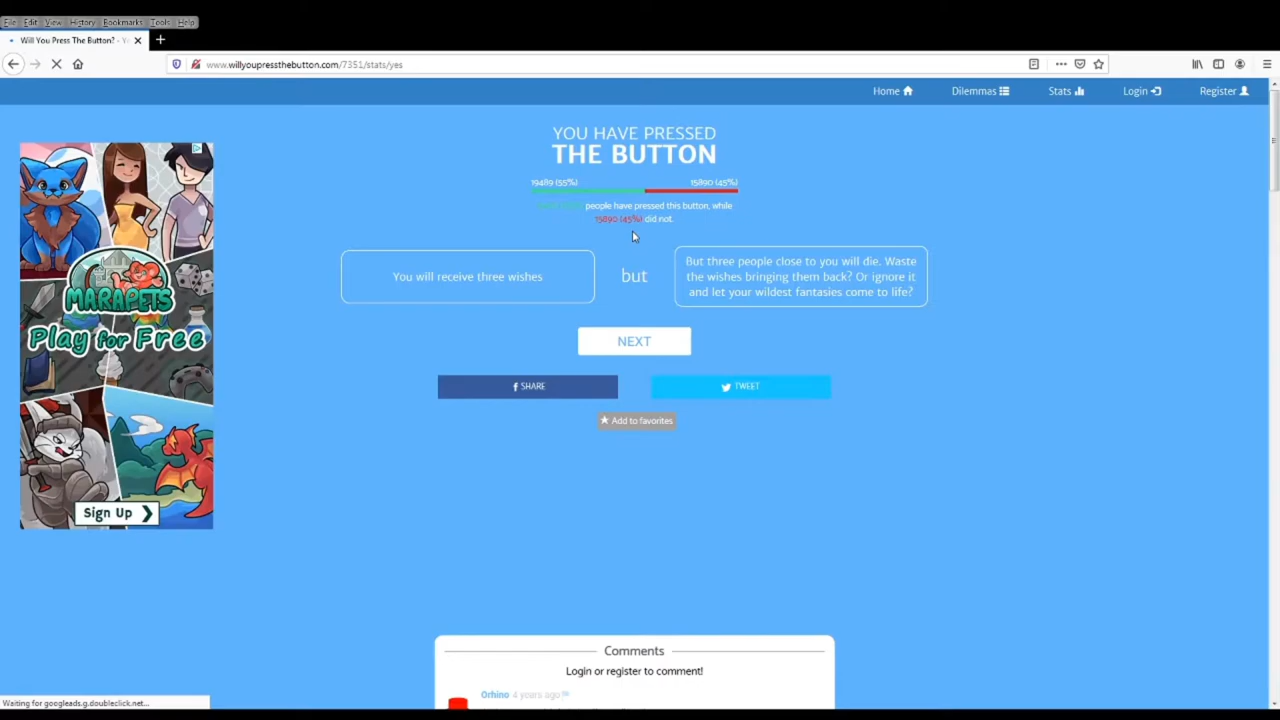 File Edit View History Bookmarks Tools Help
Will You Press The Button? - Y
www.willyoupressthebutton.com/7351/stats/yes
Home Dilemmas Stats Login Register
YOU HAVE PRESSED
THE BUTTON
19489 (55%) 15890 (45%)
people have pressed this button, while
15890 (45%) did not.
You will receive three wishes
but
But three people close to you will die. Waste
the wishes bringing them back? Or ignore it
and let your wildest fantasies come to life?
NEXT
SHARE TWEET
Add to favorites
MARAPETS
Play for Free
Sign Up
Comments
Login or register to comment!
Orhino 4 years ago
Waiting for googleads.g.doubleclick.net...